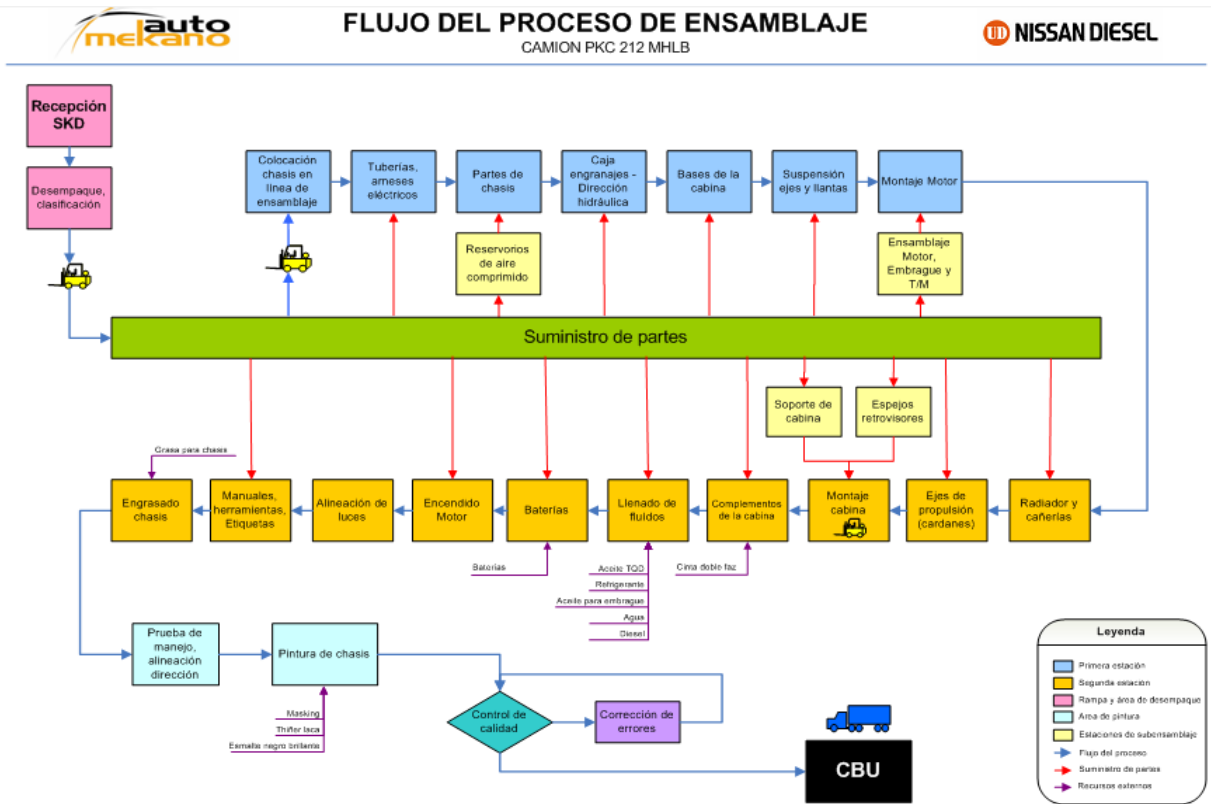 auto
mekano
FLUJO DEL PROCESO DE ENSAMBLAJE
CAMION PKC 212 MHLB
UD NISSAN DIESEL
Recepción
SKD
Desempaque,
clasificación
Colocación
chasis en
línea de
ensamblaje
Tuberías,
arneses
eléctricos
Partes de
chasis
Caja
engranajes -
Dirección
hidráulica
Bases de la
cabina
Suspensión
ejes y llantas
Montaje Motor
Reservorios
de aire
comprimido
Ensamblaje
Motor,
Embrague y
T/M
Suministro de partes
Soporte de
cabina
Espejos
retrovisores
Grasa para chasis
Engrasado
chasis
Manuales,
herramientas,
Etiquetas
Alineación de
luces
Encendido
Motor
Baterías
Llenado de
fluídos
Complementos
de la cabina
Montaje
cabina
Ejes de
propulsión
(cardanes)
Radiador y
cañerías
Baterías
Aceite TQD
Refrigerante
Aceite para embrague
Agua
Diesel
Cinta doble faz
Prueba de
manejo,
alineación
dirección
Pintura de chasis
Masking
Thiñer laca
Esmalte negro brillante
Control de
calidad
Corrección de
errores
CBU
Leyenda
Primera estación
Segunda estación
Rampa y área de desempaque
Area de pintura
Estaciones de subensamblaje
Flujo del proceso
Suministro de partes
Recursos externos